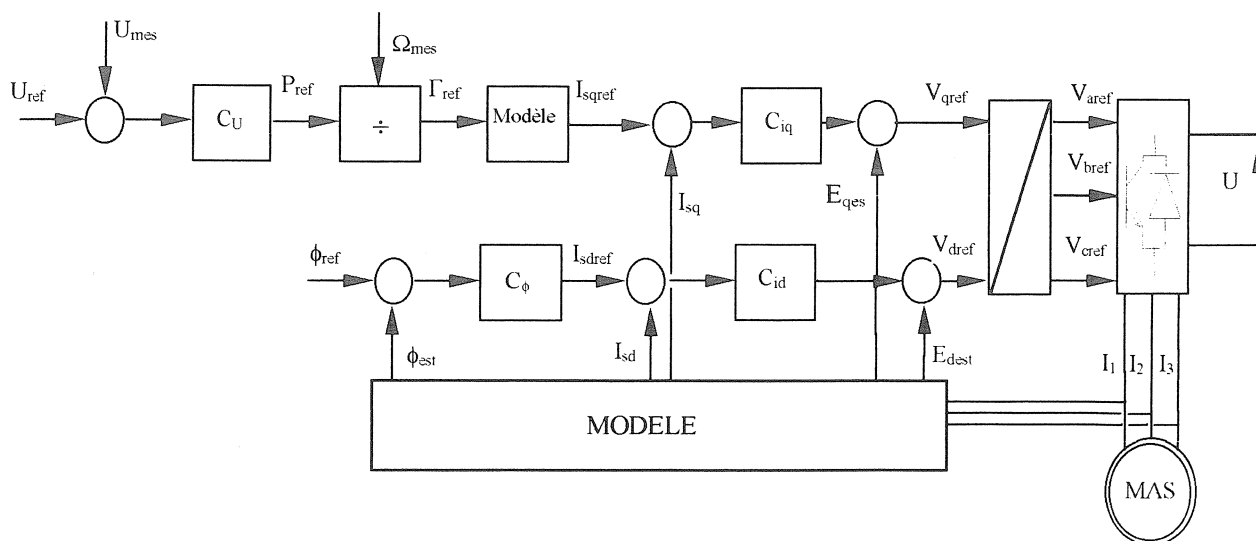 U_mes
Ω_mes
U_ref
C_U
P_ref
÷
Γ_ref
Modèle
I_sqref
C_iq
V_qref
V_aref
V_bref
V_cref
U
I_sq
E_qes
φ_ref
C_φ
I_sdref
C_id
V_dref
φ_est
I_sd
E_dest
I_1 I_2 I_3
MODELE
MAS